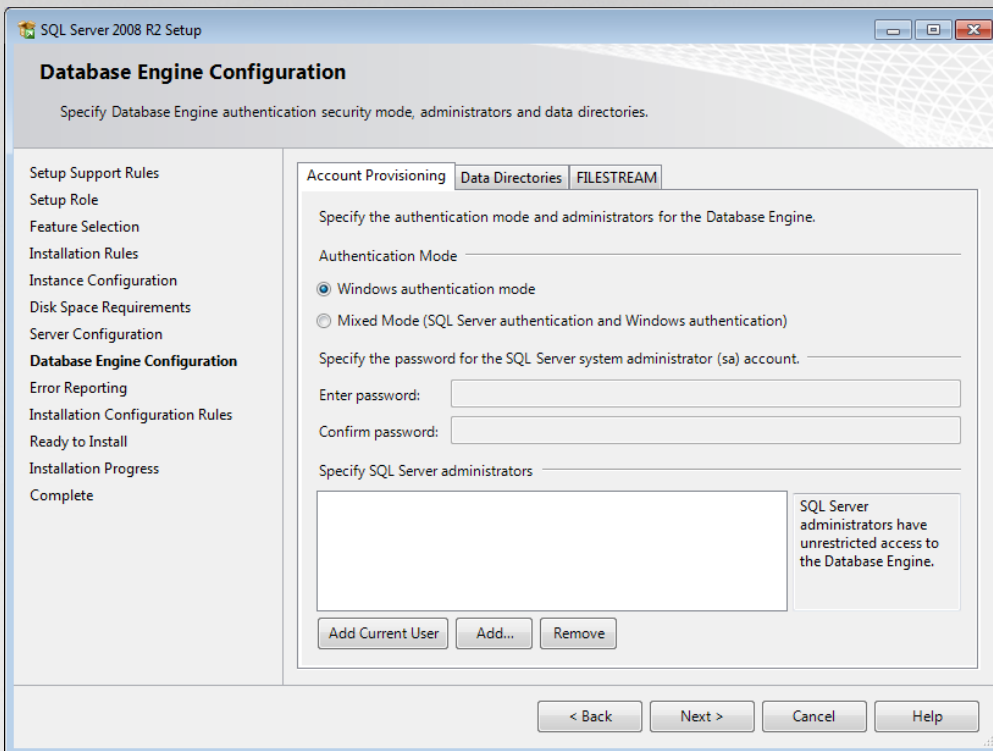 SQL Server 2008 R2 Setup
Database Engine Configuration
Specify Database Engine authentication security mode, administrators and data directories.
Setup Support Rules
Setup Role
Feature Selection
Installation Rules
Instance Configuration
Disk Space Requirements
Server Configuration
Database Engine Configuration
Error Reporting
Installation Configuration Rules
Ready to Install
Installation Progress
Complete
Account Provisioning Data Directories FILESTREAM
Specify the authentication mode and administrators for the Database Engine.
Authentication Mode
Windows authentication mode
Mixed Mode (SQL Server authentication and Windows authentication)
Specify the password for the SQL Server system administrator (sa) account.
Enter password:
Confirm password:
Specify SQL Server administrators
SQL Server
administrators have
unrestricted access to
the Database Engine.
Add Current User Add... Remove
< Back Next > Cancel Help